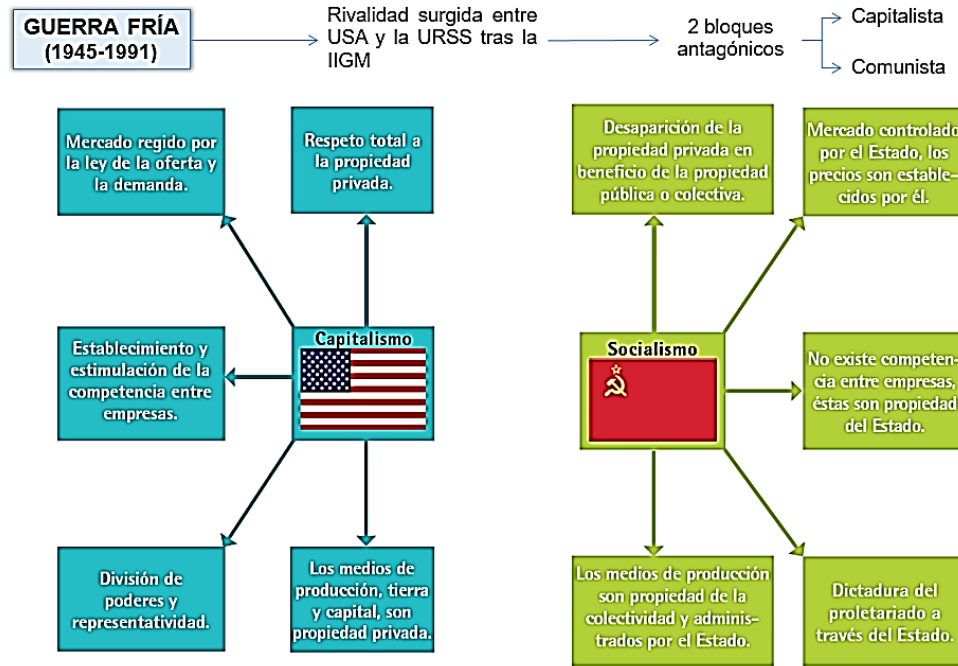 GUERRA FRÍA
(1945-1991)
Rivalidad surgida entre
USA y la URSS tras la
IIGM
2 bloques
antagónicos
Capitalista
Comunista
Mercado regido por
la ley de la oferta y
la demanda.
Respeto total a
la propiedad
privada.
Establecimiento y
estimulación de la
competencia entre
empresas.
Capitalismo
División de
poderes y
representatividad.
Los medios de
producción, tierra
y capital, son
propiedad privada.
Desaparición de la
propiedad privada en
beneficio de la propiedad
pública o colectiva.
Mercado controlado
por el Estado, los
precios son estable-
cidos por él.
Socialismo
No existe competen-
cia entre empresas,
éstas son propiedad
del Estado.
Los medios de producción
son propiedad de la
colectividad y adminis-
trados por el Estado.
Dictadura del
proletariado a
través del Estado.